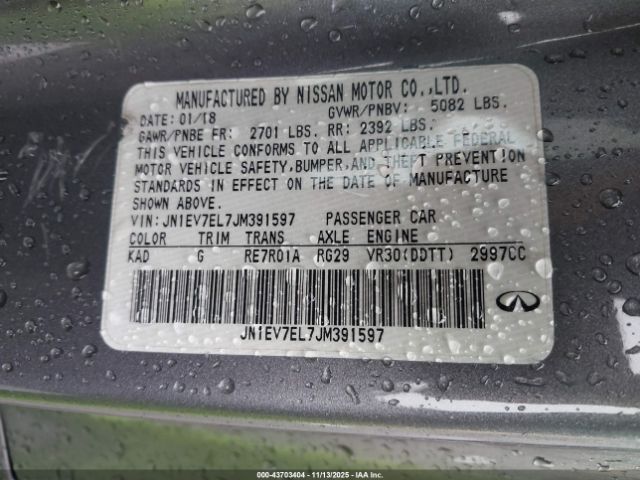 MANUFACTURED BY NISSAN MOTOR CO.,LTD.
DATE: 01/18 GVWR/PNBV: 5082 LBS.
GAWR/PNBE FR: 2701 LBS. RR: 2392 LBS.
THIS VEHICLE CONFORMS TO ALL APPLICABLE FEDERAL
MOTOR VEHICLE SAFETY, BUMPER, AND THEFT PREVENTION
STANDARDS IN EFFECT ON THE DATE OF MANUFACTURE
SHOWN ABOVE.
VIN: JN1EV7EL7JM391597 PASSENGER CAR
COLOR TRIM TRANS AXLE ENGINE
KAD G RE7R01A RG29 VR30(DDTT) 2997CC
JN1EV7EL7JM391597
000-43703404 - 11/13/2025 - IAAI.COM